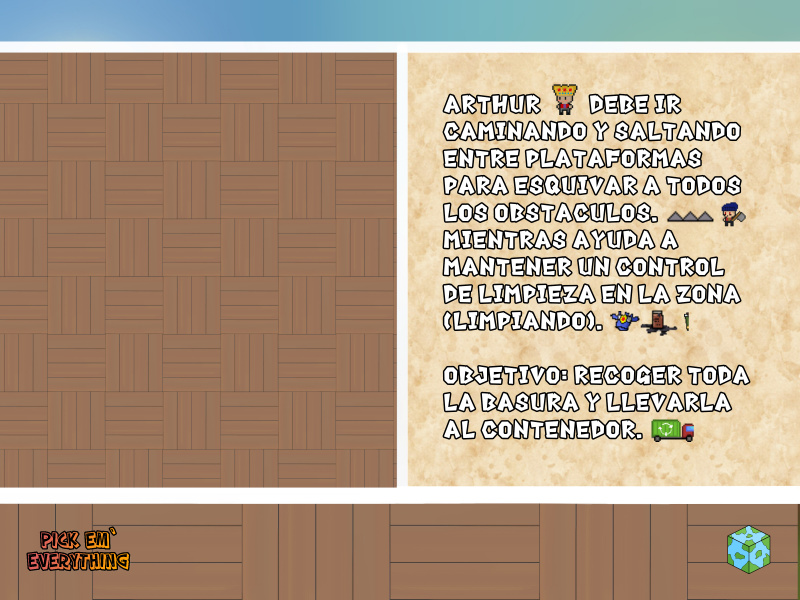 ARTHUR DEBE IR
CAMINANDO Y SALTANDO
ENTRE PLATAFORMAS
PARA ESQUIVAR A TODOS
LOS OBSTACULOS.
MIENTRAS AYUDA A
MANTENER UN CONTROL
DE LIMPIEZA EN LA ZONA
(LIMPIANDO).
OBJETIVO: RECOGER TODA
LA BASURA Y LLEVARLA
AL CONTENEDOR.
PICK EM'
EVERYTHING